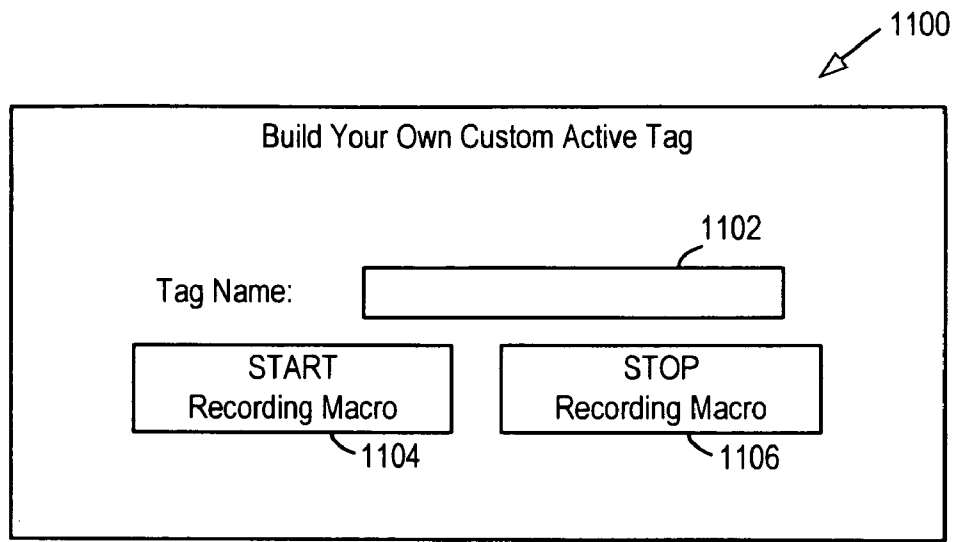 1100
Build Your Own Custom Active Tag
1102
Tag Name:
START
Recording Macro
STOP
Recording Macro
1104
1106